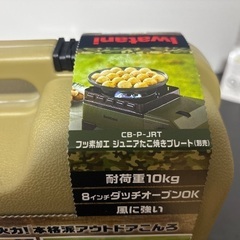 Iwatani
CB-P-JRT
フッ素加工 ジュニアたこ焼きプレート(別売)
耐荷重10kg
8インチダッチオーブンOK
風に強い
火力! 本格派アウトドアこんろ